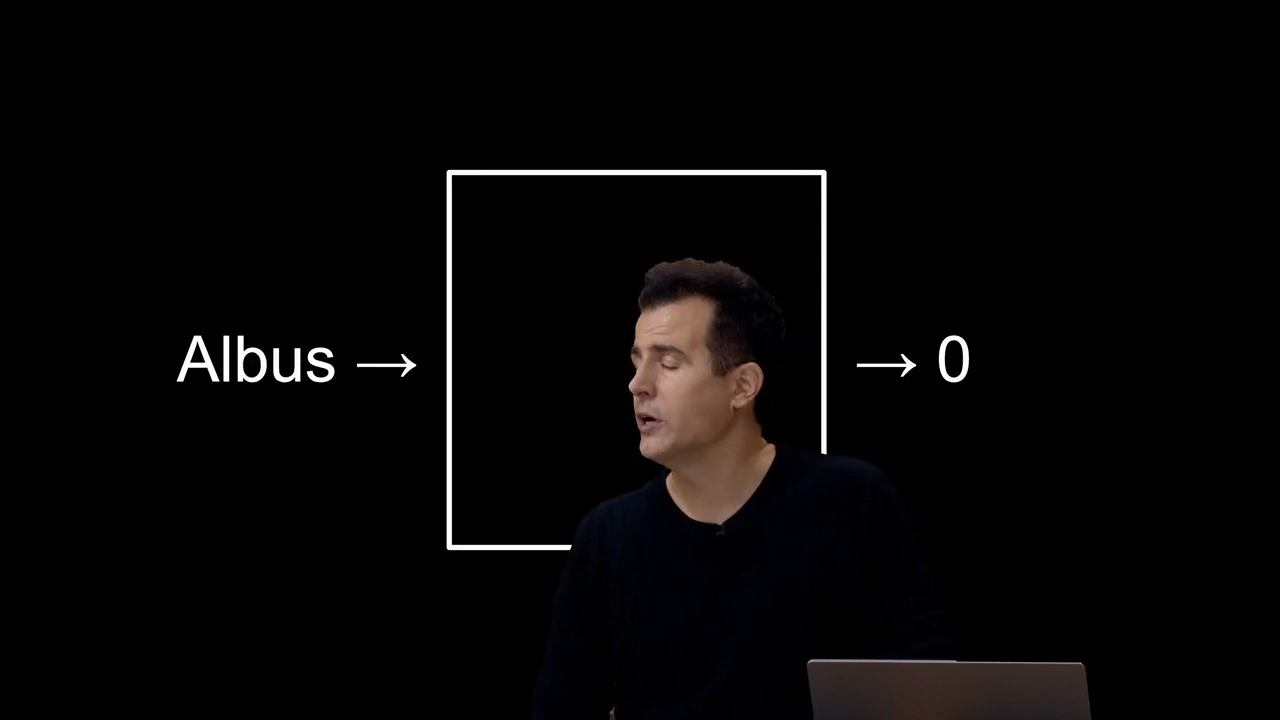 Albus → → 0